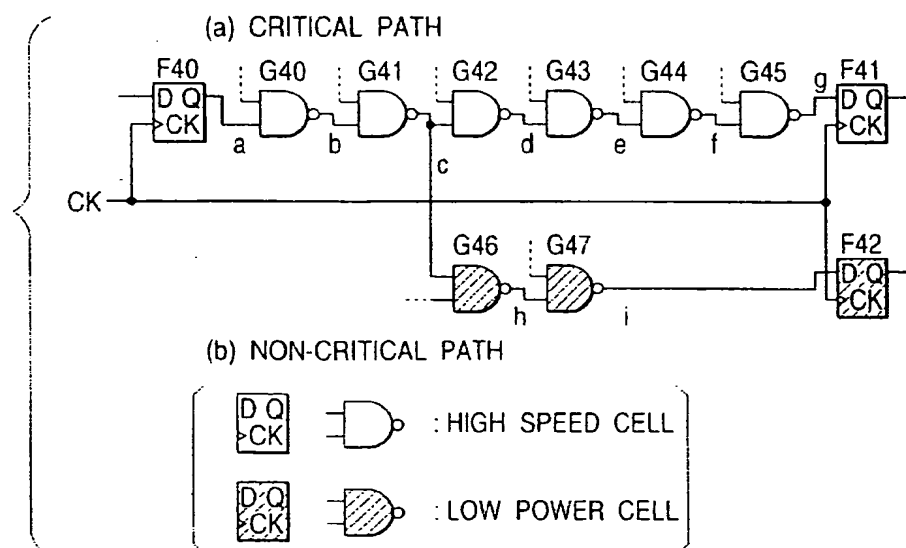 (a) CRITICAL PATH
F40 G40 G41 G42 G43 G44 G45 g F41
D Q D Q
CK CK
a b c d e f
CK
G46 G47 F42
D Q
CK
h i
(b) NON-CRITICAL PATH
D Q
CK : HIGH SPEED CELL
D Q
CK : LOW POWER CELL